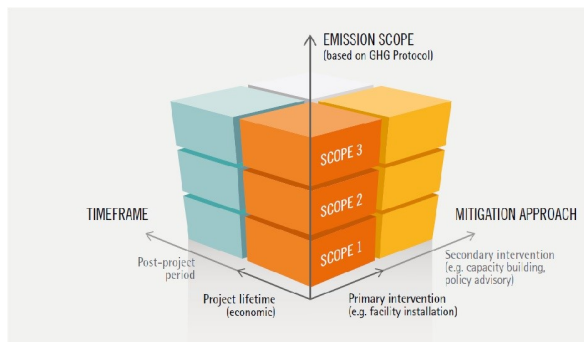 EMISSION SCOPE
(based on GHG Protocol)
SCOPE 3
SCOPE 2
SCOPE 1
TIMEFRAME
MITIGATION APPROACH
Post-project
period
Secondary intervention
(e.g. capacity building,
policy advisory)
Project lifetime
(economic)
Primary intervention
(e.g. facility installation)